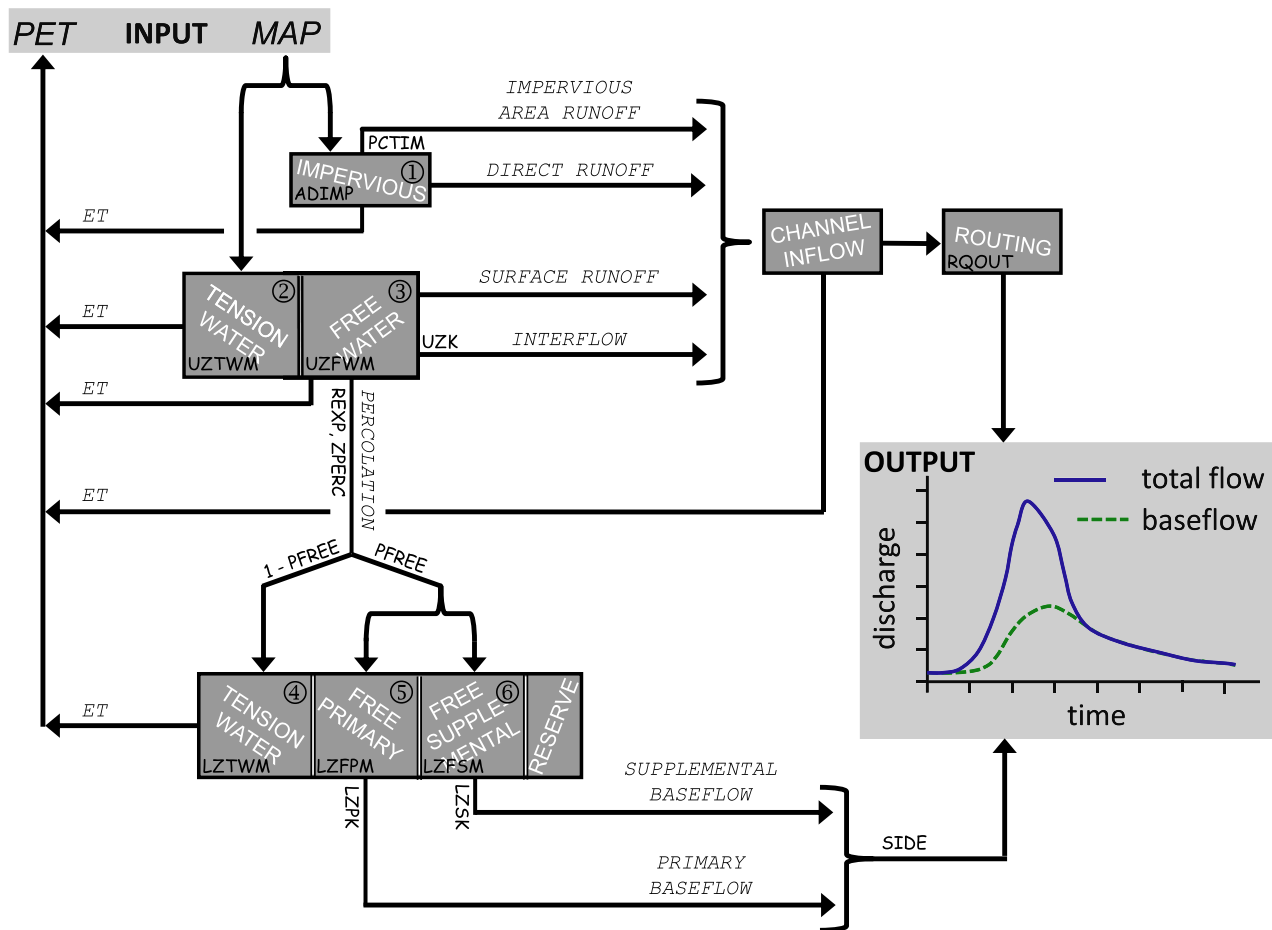 PET INPUT MAP
IMPERVIOUS
AREA RUNOFF
PCTIM
IMPERVIOUS ①
ADIMP
DIRECT RUNOFF
ET
CHANNEL
INFLOW
ROUTING
RQOUT
TENSION
WATER
②
UZTWM
FREE
WATER
③
UZFWM
SURFACE RUNOFF
UZK
INTERFLOW
ET
ET
REXP, ZPERC
PERCOLATION
ET
1 - PFREE
PFREE
OUTPUT
total flow
baseflow
discharge
time
TENSION
WATER
④
LZTWM
FREE
PRIMARY
⑤
LZFPM
FREE
SUPPLE-
MENTAL
⑥
LZFSM
RESERVE
ET
LZPK
LZSK
SUPPLEMENTAL
BASEFLOW
SIDE
PRIMARY
BASEFLOW